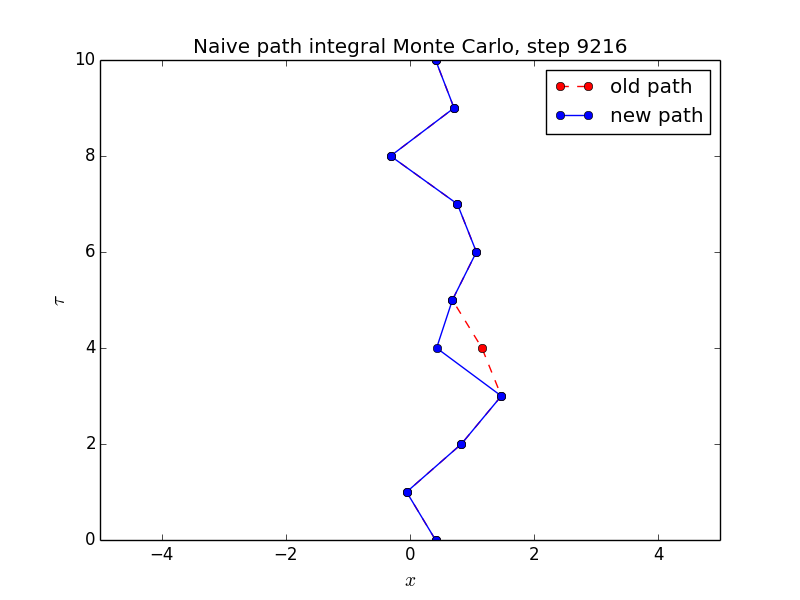 Naive path integral Monte Carlo, step 9216
old path
new path
10
8
6
4
2
0
τ
−4 −2 0 2 4
x